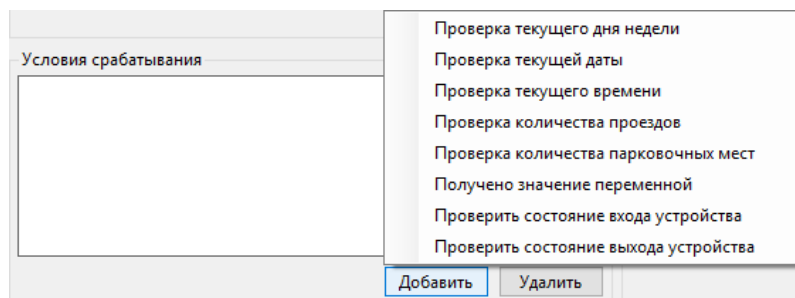 Условия срабатывания
Проверка текущего дня недели
Проверка текущей даты
Проверка текущего времени
Проверка количества проездов
Проверка количества парковочных мест
Получено значение переменной
Проверить состояние входа устройства
Проверить состояние выхода устройства
Добавить
Удалить